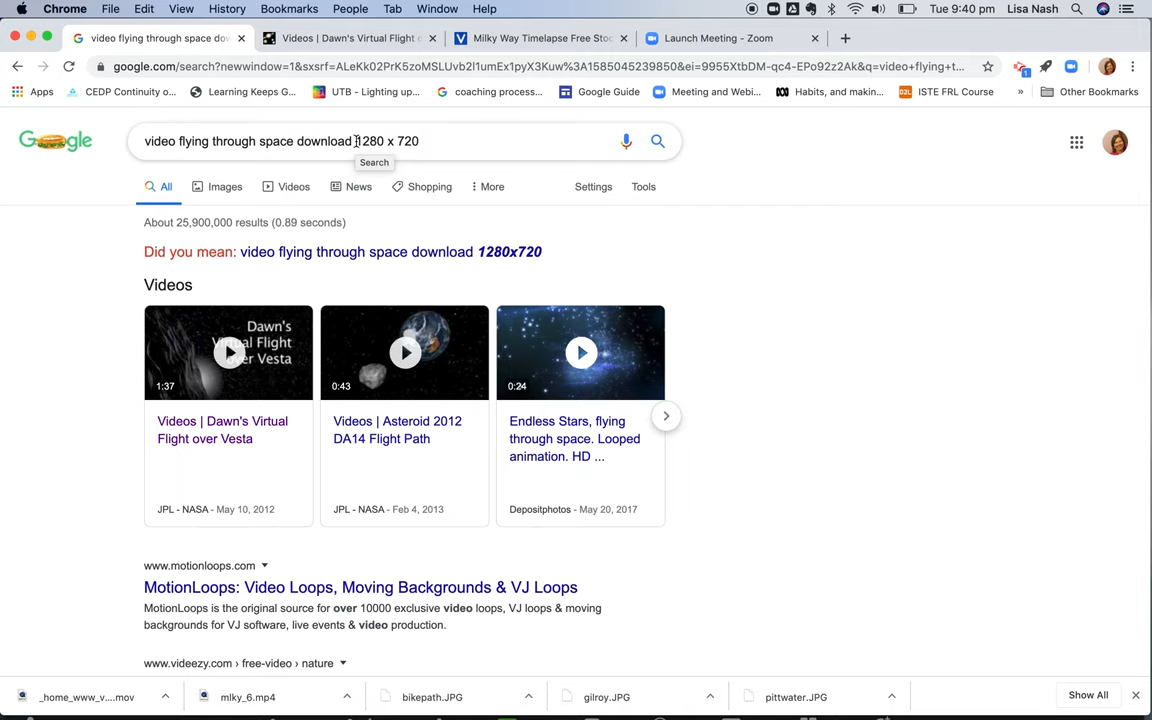 Chrome File Edit View History Bookmarks People Tab Window Help Tue 9:40 pm Lisa Nash
video flying through space dow Videos | Dawn's Virtual Flight o Milky Way Timelapse Free Stoc Launch Meeting - Zoom
google.com/search?newwindow=1&sxsrf=ALeKk02PrK5zoMSLUvb2l1umEx1pyX3Kuw%3A1585045239850&ei=9955XtbDM-qc4-EPo92z2Ak&q=video+flying+t...
Apps CEDP Continuity o... Learning Keeps G... UTB - Lighting up... coaching process... Google Guide Meeting and Webi... Habits, and makin... ISTE FRL Course » Other Bookmarks
Google
video flying through space download 1280 x 720
Search
All Images Videos News Shopping More Settings Tools
About 25,900,000 results (0.89 seconds)
Did you mean: video flying through space download 1280x720
Videos
Dawn's
Virtual Flight
over Vesta
1:37 0:43 0:24
Videos | Dawn's Virtual
Flight over Vesta
JPL - NASA - May 10, 2012
Videos | Asteroid 2012
DA14 Flight Path
JPL - NASA - Feb 4, 2013
Endless Stars, flying
through space. Looped
animation. HD ...
Depositphotos - May 20, 2017
www.motionloops.com
MotionLoops: Video Loops, Moving Backgrounds & VJ Loops
MotionLoops is the original source for over 10000 exclusive video loops, VJ loops & moving
backgrounds for VJ software, live events & video production.
www.videezy.com › free-video › nature
_home_www_v....mov mlky_6.mp4 bikepath.JPG gilroy.JPG pittwater.JPG Show All